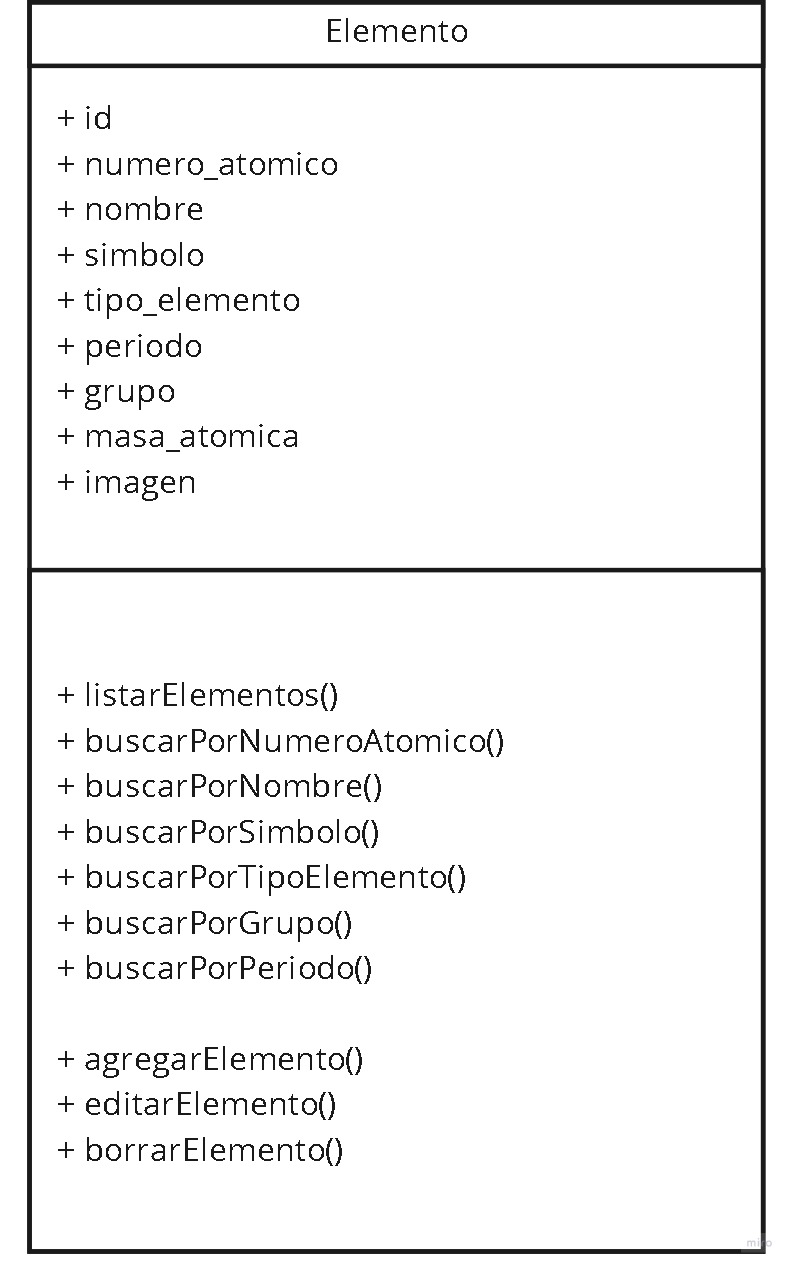 Elemento
+ id
+ numero_atomico
+ nombre
+ simbolo
+ tipo_elemento
+ periodo
+ grupo
+ masa_atomica
+ imagen
+ listarElementos()
+ buscarPorNumeroAtomico()
+ buscarPorNombre()
+ buscarPorSimbolo()
+ buscarPorTipoElemento()
+ buscarPorGrupo()
+ buscarPorPeriodo()
+ agregarElemento()
+ editarElemento()
+ borrarElemento()
miro